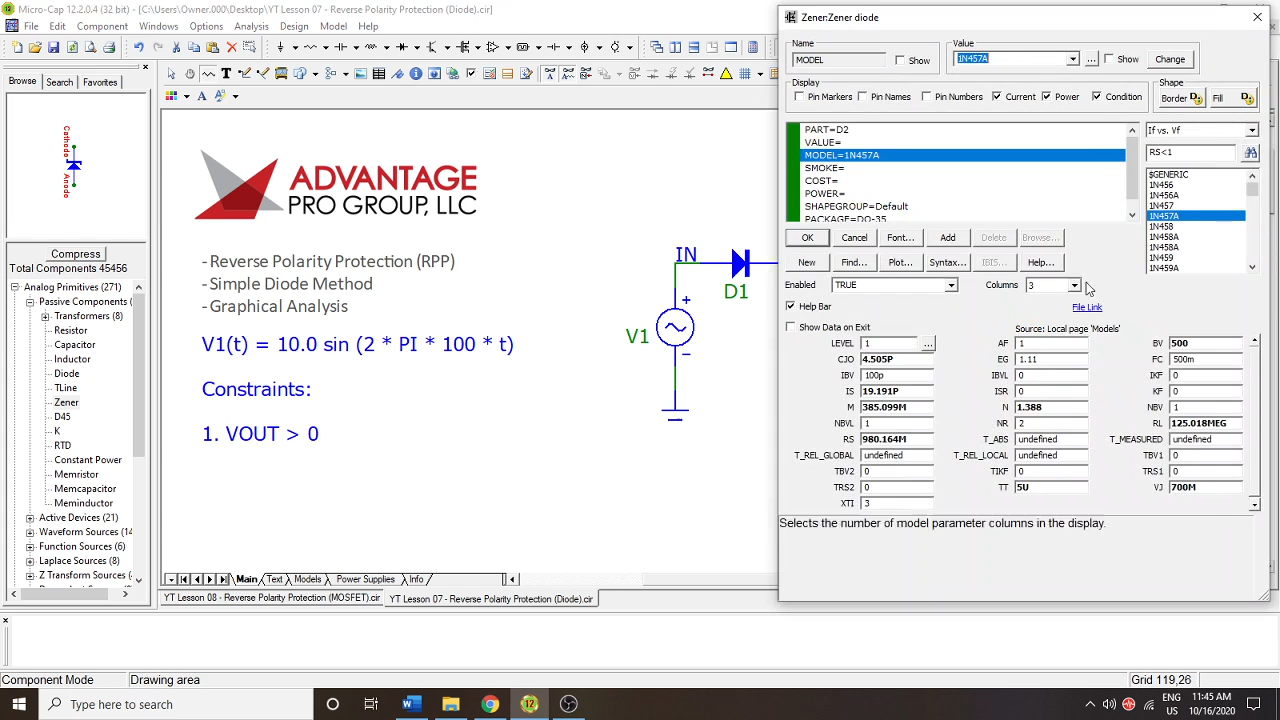 Micro-Cap 12.2.0.4 (32 bit) - [C:\Users\Owner.000\Desktop\YT Lesson 07 - Reverse Polarity Protection (Diode).cir]
File Edit Component Windows Options Analysis Design Model Help
Browse Search Favorites
Cathode
Anode
Compress
Total Components 45456
Analog Primitives (271)
Passive Components (
Transformers (8)
Resistor
Capacitor
Inductor
Diode
TLine
Zener
D45
K
RTD
Constant Power
Memristor
Memcapacitor
Meminductor
Active Devices (21)
Waveform Sources (14
Function Sources (6)
Laplace Sources (8)
Z Transform Sources (
ADVANTAGE
PRO GROUP, LLC
- Reverse Polarity Protection (RPP)
- Simple Diode Method
- Graphical Analysis
V1(t) = 10.0 sin (2 * PI * 100 * t)
Constraints:
1. VOUT > 0
IN
D1
V1
+
-
Main Text Models Power Supplies Info
YT Lesson 08 - Reverse Polarity Protection (MOSFET).cir YT Lesson 07 - Reverse Polarity Protection (Diode).cir
Zener:Zener diode
Name
MODEL Show
Value
1N457A ... Show Change
Display
Pin Markers Pin Names Pin Numbers Current Power Condition
Shape
Border Fill
PART=D2
VALUE=
MODEL=1N457A
SMOKE=
COST=
POWER=
SHAPEGROUP=Default
PACKAGE=DO-35
If vs. Vf
RS<1
$GENERIC
1N456
1N456A
1N457
1N457A
1N458
1N458A
1N459
1N459A
OK Cancel Font... Add Delete Browse...
New Find... Plot... Syntax... IBIS... Help...
Enabled TRUE Columns 3
Help Bar File Link
Show Data on Exit Source: Local page 'Models'
LEVEL 1 ... AF 1 BV 500
CJO 4.505P EG 1.11 FC 500m
IBV 100p IBVL 0 IKF 0
IS 19.191P ISR 0 KF 0
M 385.099M N 1.388 NBV 1
NBVL 1 NR 2 RL 125.018MEG
RS 980.164M T_ABS undefined T_MEASURED undefined
T_REL_GLOBAL undefined T_REL_LOCAL undefined TBV1 0
TBV2 0 TIKF 0 TRS1 0
TRS2 0 TT 5U VJ 700M
XTI 3
Selects the number of model parameter columns in the display.
Component Mode Drawing area Grid 119,26
Type here to search
12
ENG
US
11:45 AM
10/16/2020